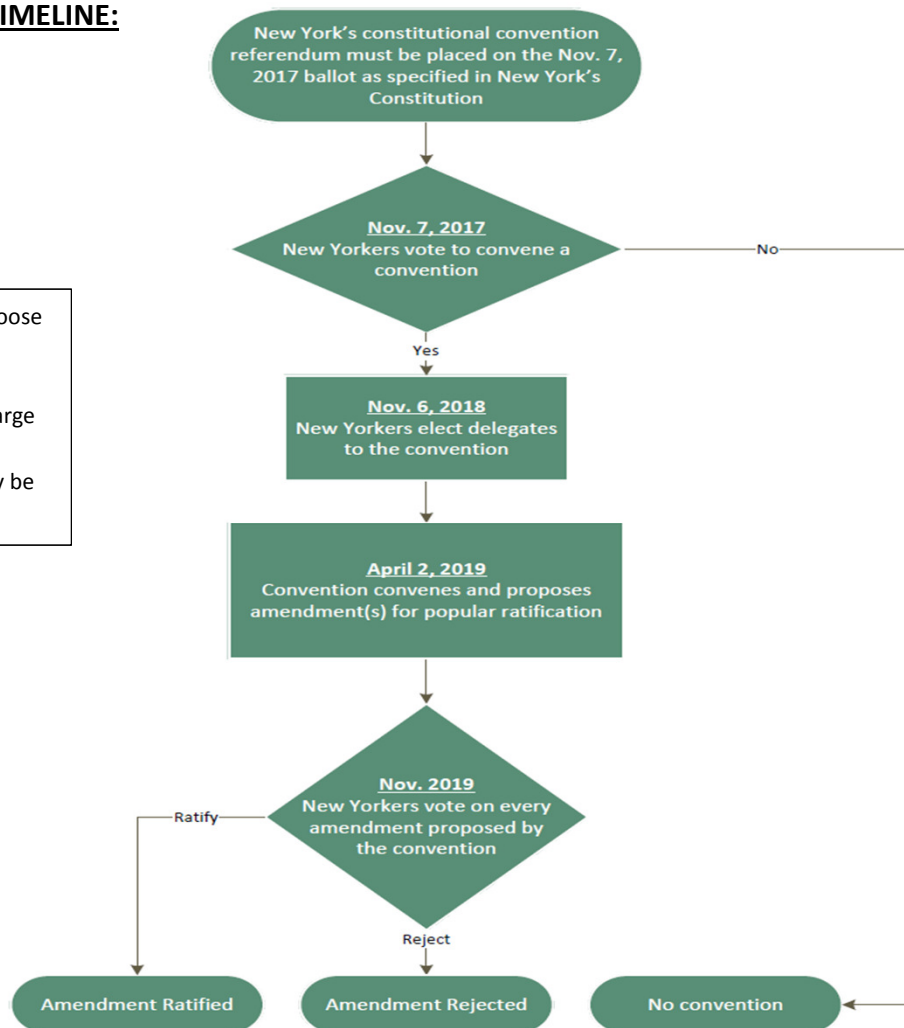 IMELINE:
New York's constitutional convention
referendum must be placed on the Nov. 7,
2017 ballot as specified in New York's
Constitution
Nov. 7, 2017
New Yorkers vote to convene a
convention
No
Yes
oose
arge
y be
Nov. 6, 2018
New Yorkers elect delegates
to the convention
April 2, 2019
Convention convenes and proposes
amendment(s) for popular ratification
Nov. 2019
New Yorkers vote on every
amendment proposed by
the convention
Ratify
Reject
Amendment Ratified
Amendment Rejected
No convention